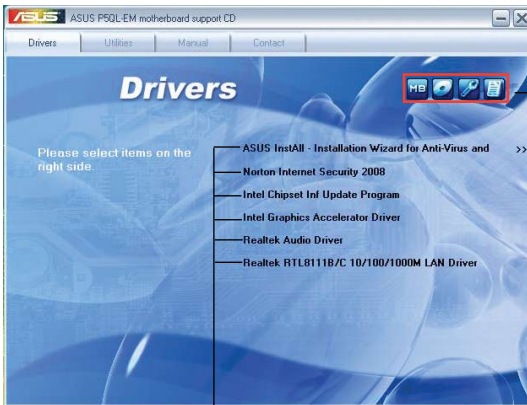 ASUS ASUS P5QL-EM motherboard support CD
Drivers Utilities Manual Contact
Drivers
MB
Please select items on the
right side.
ASUS InstAll - Installation Wizard for Anti-Virus and >>
Norton Internet Security 2008
Intel Chipset Inf Update Program
Intel Graphics Accelerator Driver
Realtek Audio Driver
Realtek RTL8111B/C 10/100/1000M LAN Driver